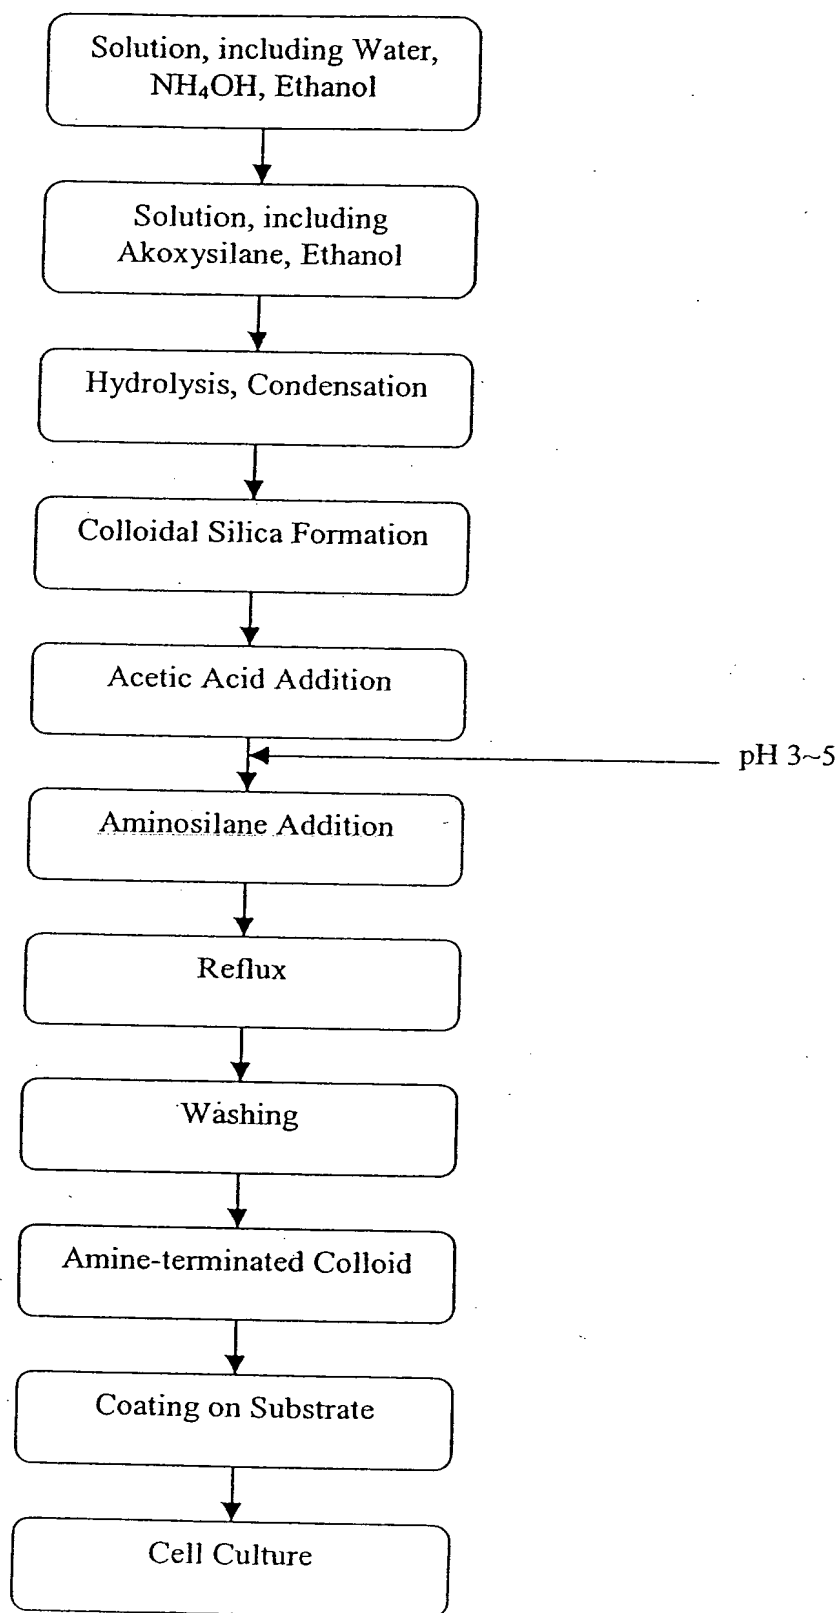 Solution, including Water,
NH₄OH, Ethanol
Solution, including
Akoxysilane, Ethanol
Hydrolysis, Condensation
Colloidal Silica Formation
Acetic Acid Addition
pH 3~5
Aminosilane Addition
Reflux
Washing
Amine-terminated Colloid
Coating on Substrate
Cell Culture